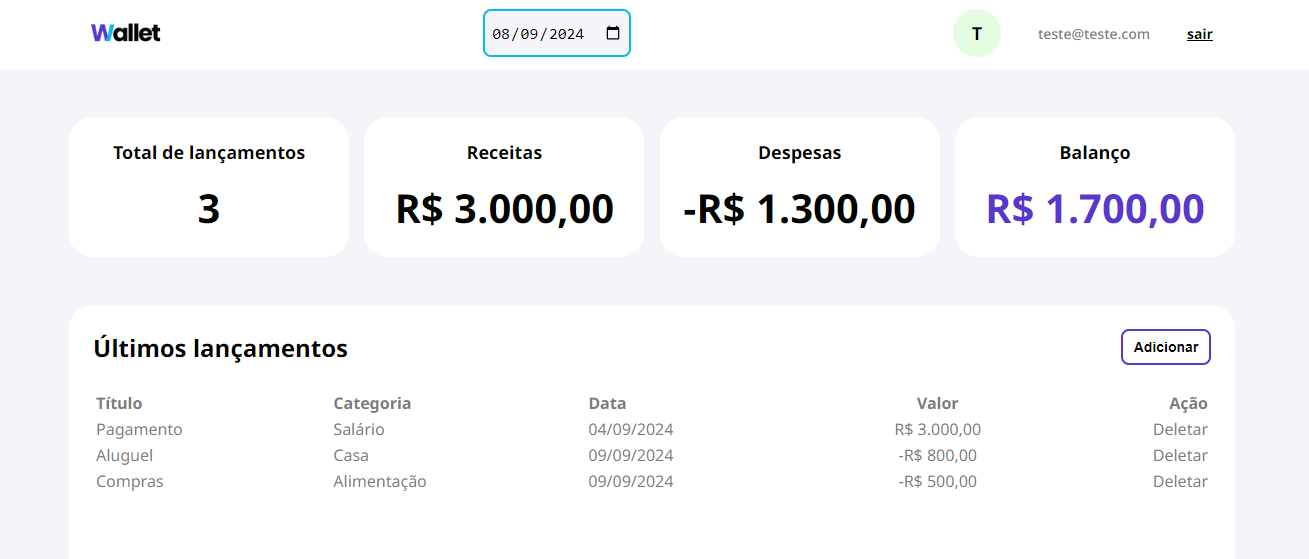 Wallet 08/09/2024 T teste@teste.com sair
Total de lançamentos Receitas Despesas Balanço
3 R$ 3.000,00 -R$ 1.300,00 R$ 1.700,00
Últimos lançamentos Adicionar
Título Categoria Data Valor Ação
Pagamento Salário 04/09/2024 R$ 3.000,00 Deletar
Aluguel Casa 09/09/2024 -R$ 800,00 Deletar
Compras Alimentação 09/09/2024 -R$ 500,00 Deletar